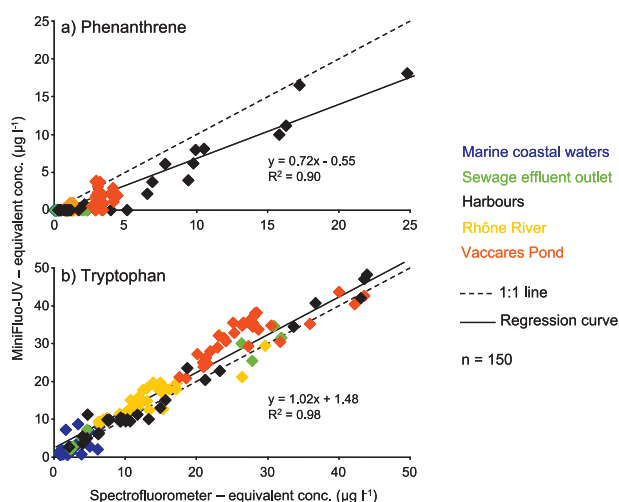 a) Phenanthrene
25
20
15
10
5
0
0 5 10 15 20 25
y = 0.72x - 0.55
R² = 0.90
MiniFluo-UV – equivalent conc. (µg l⁻¹)
b) Tryptophan
50
40
30
20
10
0
0 10 20 30 40 50
y = 1.02x + 1.48
R² = 0.98
Spectrofluorometer – equivalent conc. (µg l⁻¹)
Marine coastal waters
Sewage effluent outlet
Harbours
Rhône River
Vaccares Pond
1:1 line
Regression curve
n = 150